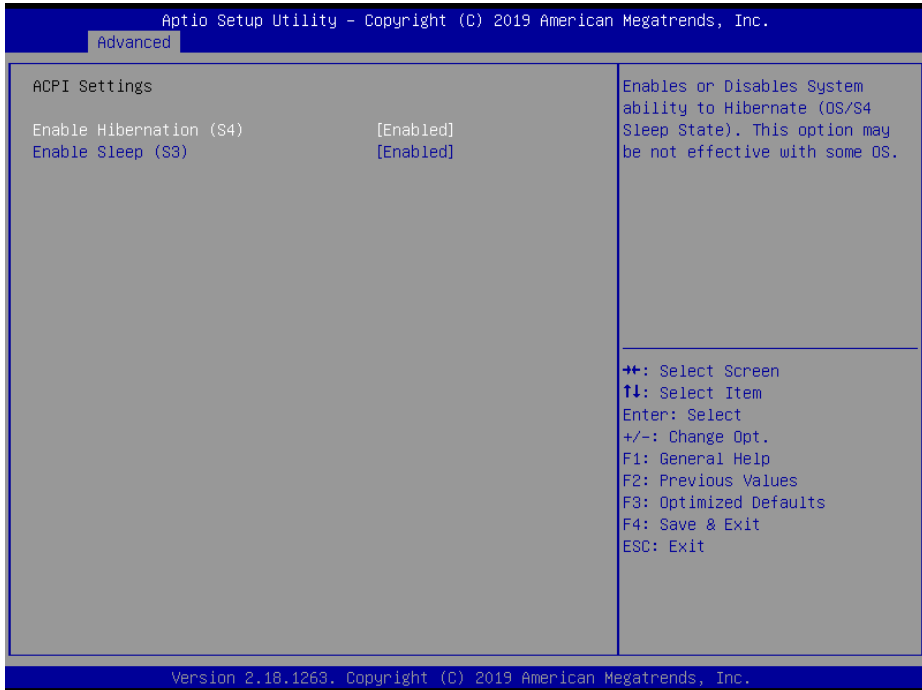 Aptio Setup Utility – Copyright (C) 2019 American Megatrends, Inc.
Advanced
ACPI Settings
Enable Hibernation (S4) [Enabled]
Enable Sleep (S3) [Enabled]
Enables or Disables System
ability to Hibernate (OS/S4
Sleep State). This option may
be not effective with some OS.
→←: Select Screen
↑↓: Select Item
Enter: Select
+/-: Change Opt.
F1: General Help
F2: Previous Values
F3: Optimized Defaults
F4: Save & Exit
ESC: Exit
Version 2.18.1263. Copyright (C) 2019 American Megatrends, Inc.